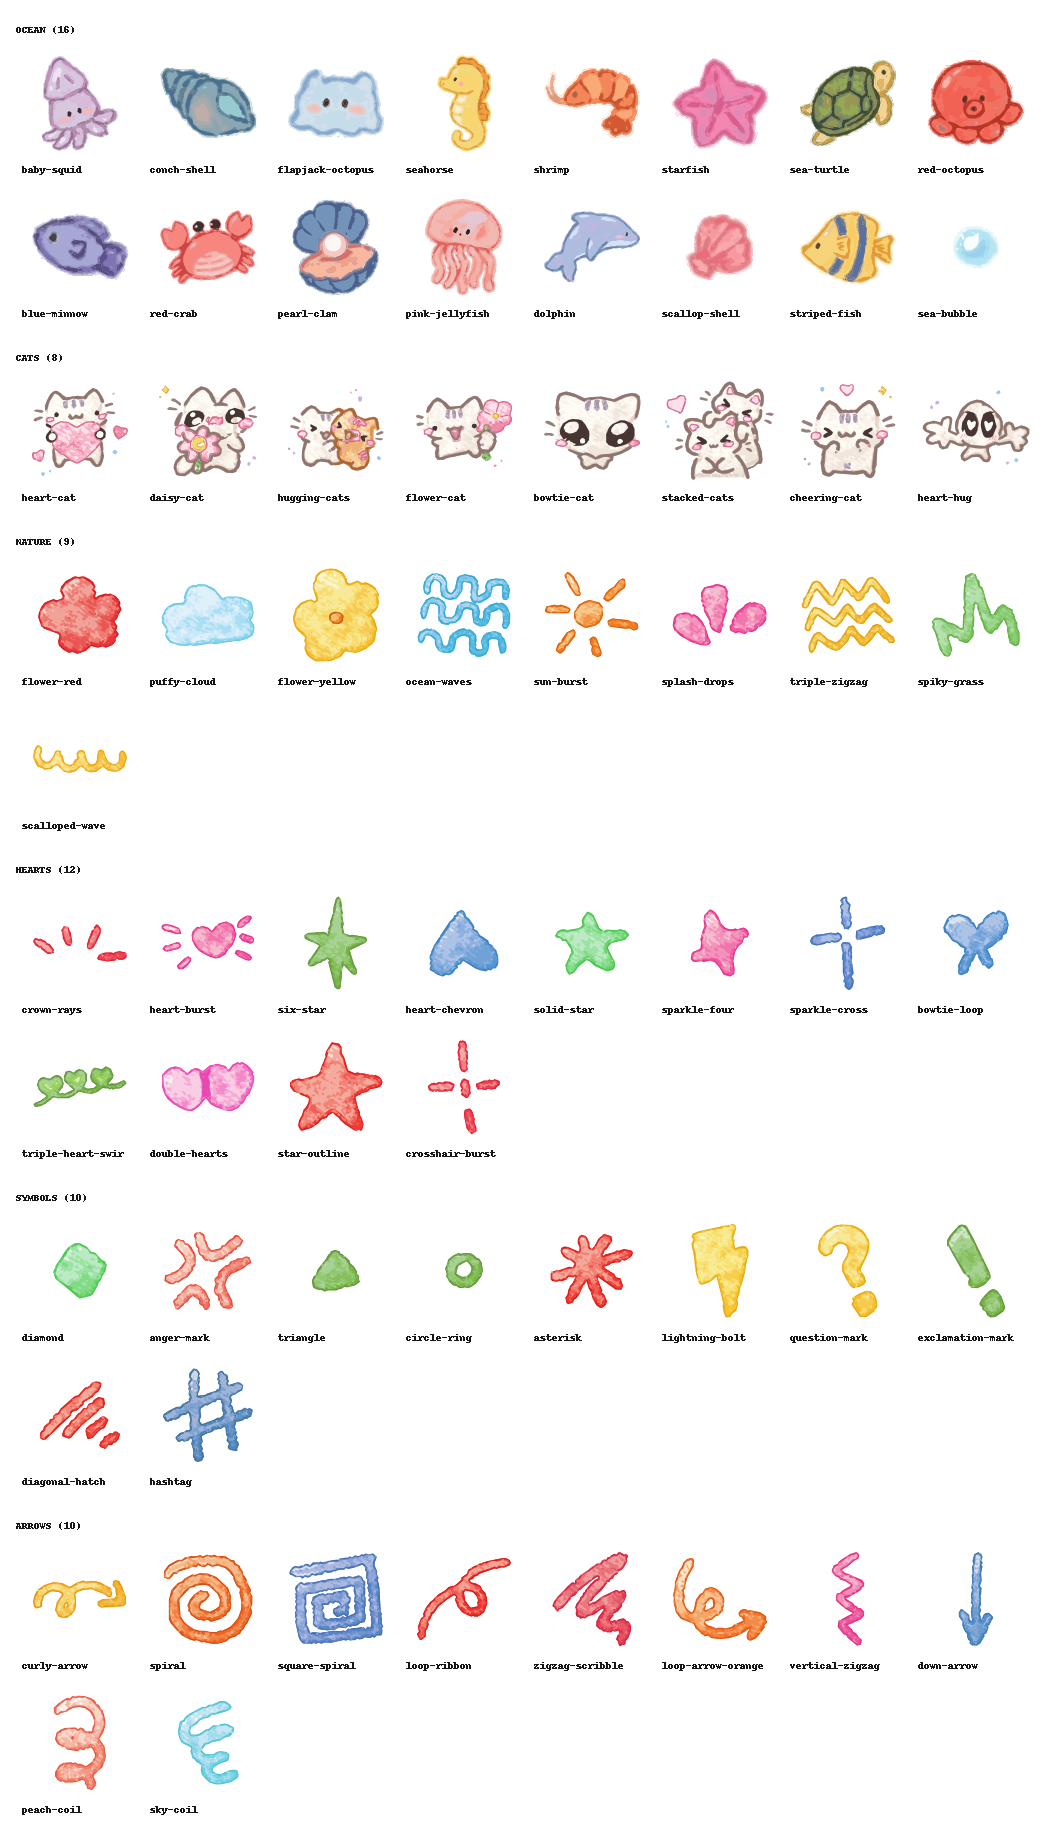 OCEAN (16)
baby-squid conch-shell flapjack-octopus seahorse shrimp starfish sea-turtle red-octopus
blue-minnow red-crab pearl-clam pink-jellyfish dolphin scallop-shell striped-fish sea-bubble
CATS (8)
heart-cat daisy-cat hugging-cats flower-cat bowtie-cat stacked-cats cheering-cat heart-hug
NATURE (9)
flower-red puffy-cloud flower-yellow ocean-waves sun-burst splash-drops triple-zigzag spiky-grass
scalloped-wave
HEARTS (12)
crown-rays heart-burst six-star heart-chevron solid-star sparkle-four sparkle-cross bowtie-loop
triple-heart-swir double-hearts star-outline crosshair-burst
SYMBOLS (10)
diamond anger-mark triangle circle-ring asterisk lightning-bolt question-mark exclamation-mark
diagonal-hatch hashtag
ARROWS (10)
curly-arrow spiral square-spiral loop-ribbon zigzag-scribble loop-arrow-orange vertical-zigzag down-arrow
peach-coil sky-coil